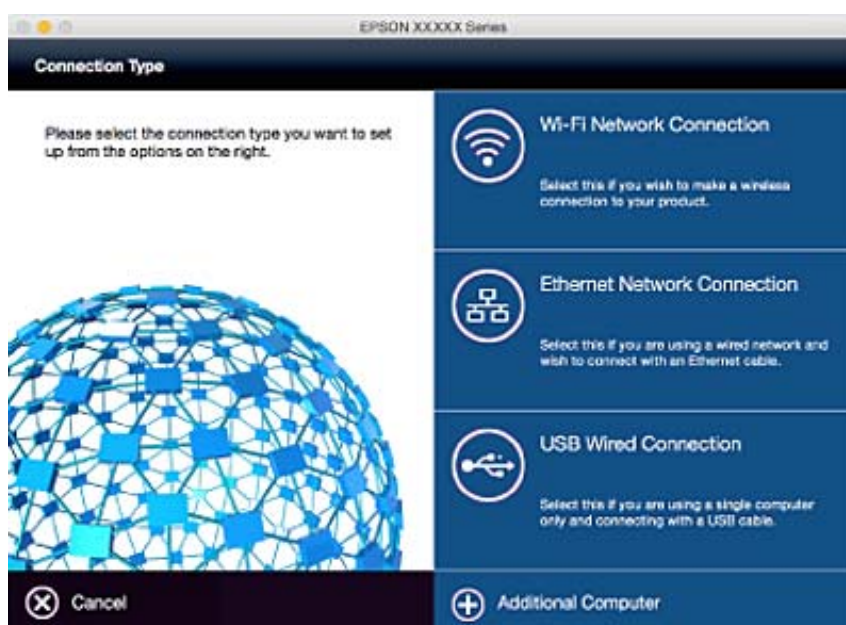 EPSON XXXXX Series
Connection Type
Please select the connection type you want to set
up from the options on the right.
Wi-Fi Network Connection
Select this if you wish to make a wireless
connection to your product.
Ethernet Network Connection
Select this if you are using a wired network and
wish to connect with an Ethernet cable.
USB Wired Connection
Select this if you are using a single computer
only and connecting with a USB cable.
Cancel
Additional Computer